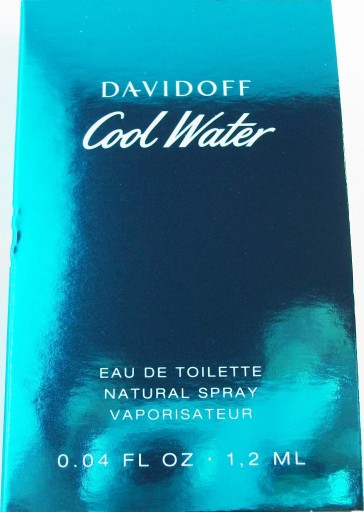 DAVIDOFF
Cool Water
EAU DE TOILETTE
NATURAL SPRAY
VAPORISATEUR
0.04 FL OZ · 1,2 ML